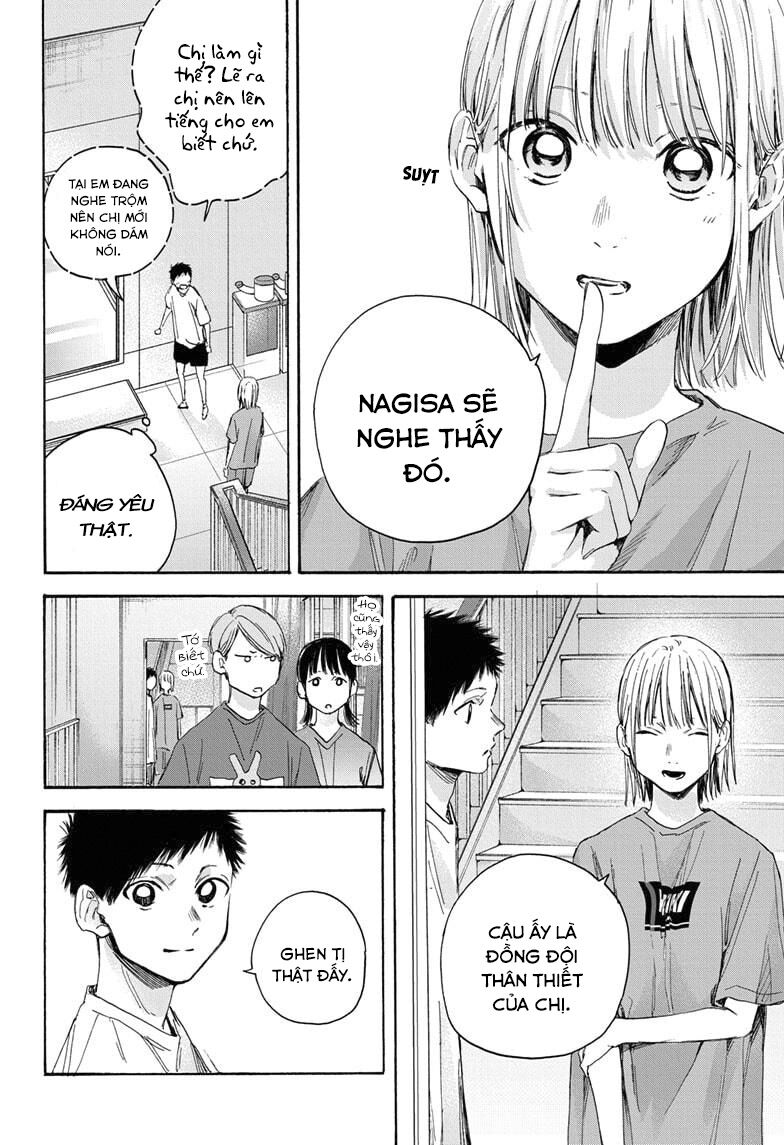 SUỴT
NAGISA SẼ
NGHE THẤY
ĐÓ.
Chị làm gì
thế? Lẽ ra
chị nên lên
tiếng cho em
biết chứ.
TẠI EM ĐANG
NGHE TRỘM
NÊN CHỊ MỚI
KHÔNG DÁM
NÓI.
ĐÁNG YÊU
THẬT.
CẬU ẤY LÀ
ĐỒNG ĐỘI
THÂN THIẾT
CỦA CHỊ.
Họ
cũng
thấy
vậy
thôi.
Tớ
biết
chứ.
GHEN TỊ
THẬT ĐẤY.